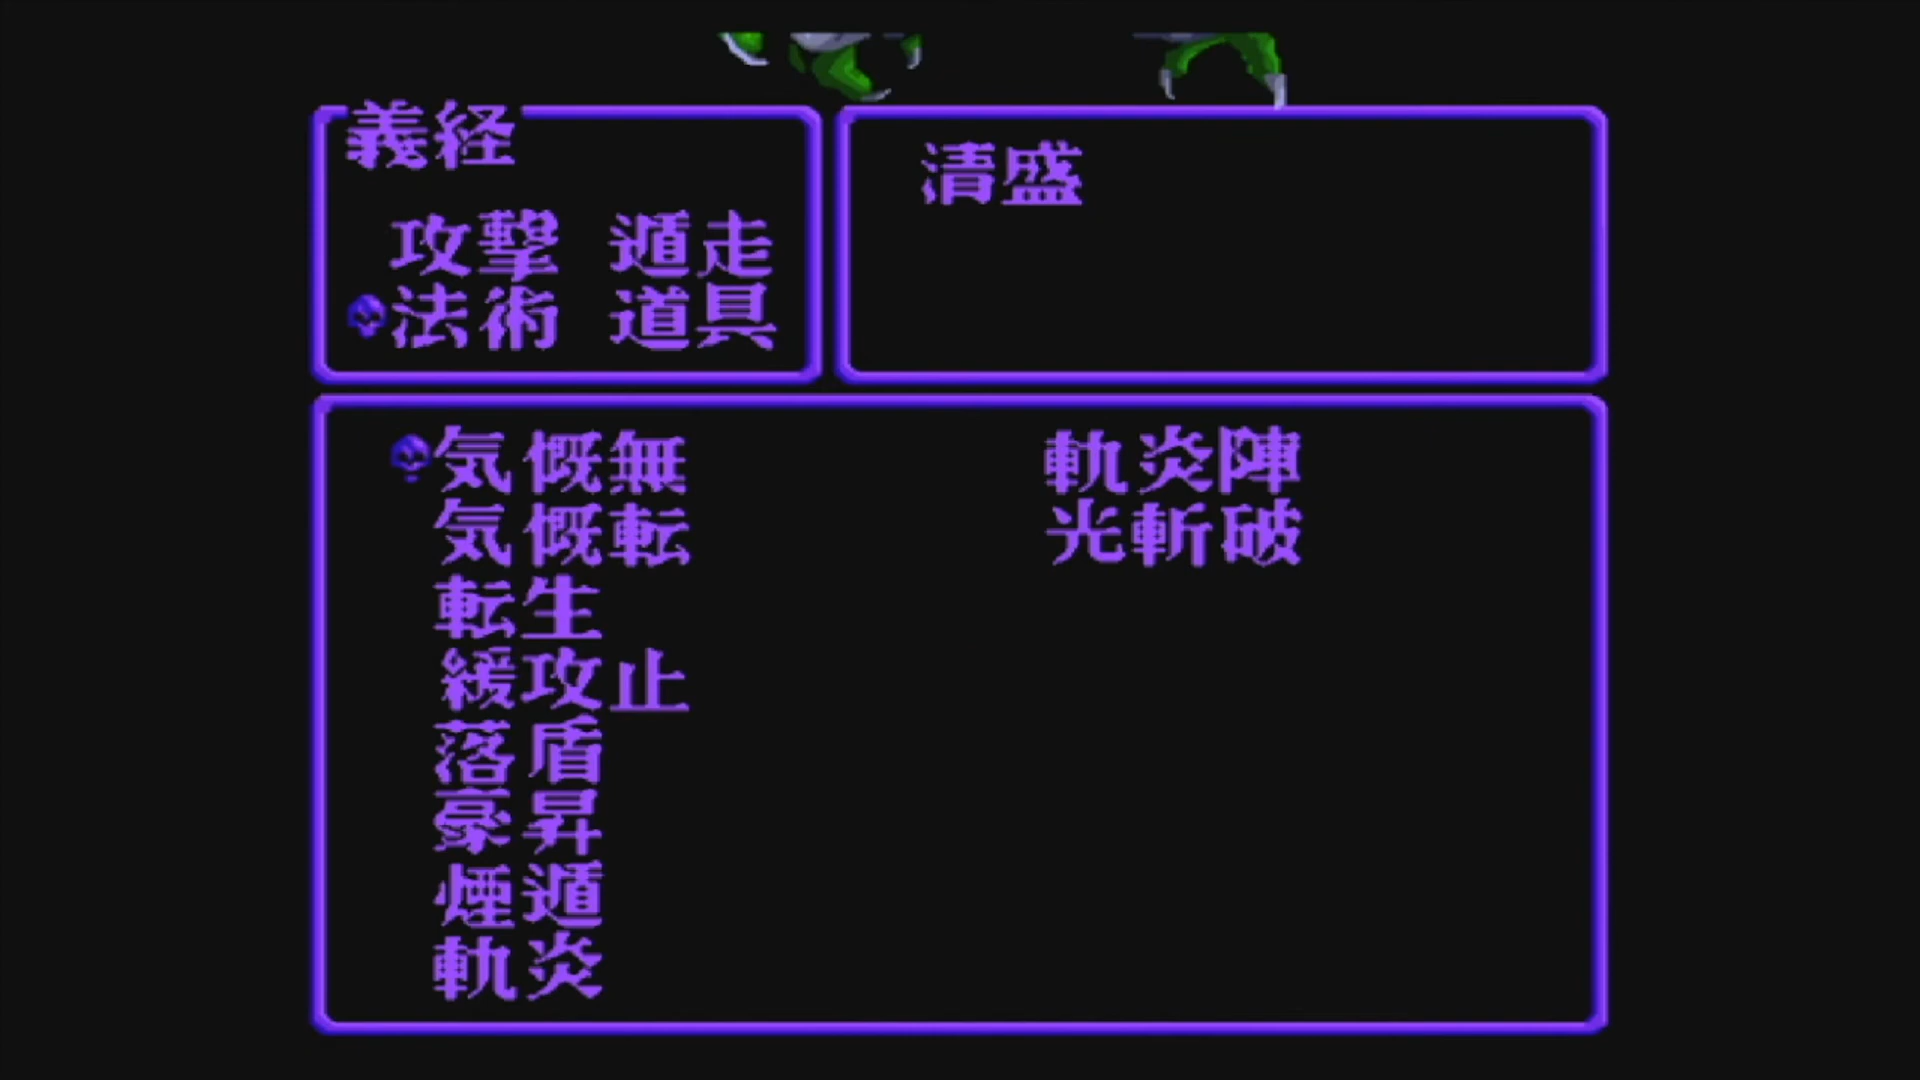 義経
攻撃 遁走
法術 道具
清盛
気慨無 軌炎陣
気慨転 光斬破
転生
緩攻止
落盾
豪昇
煙遁
軌炎